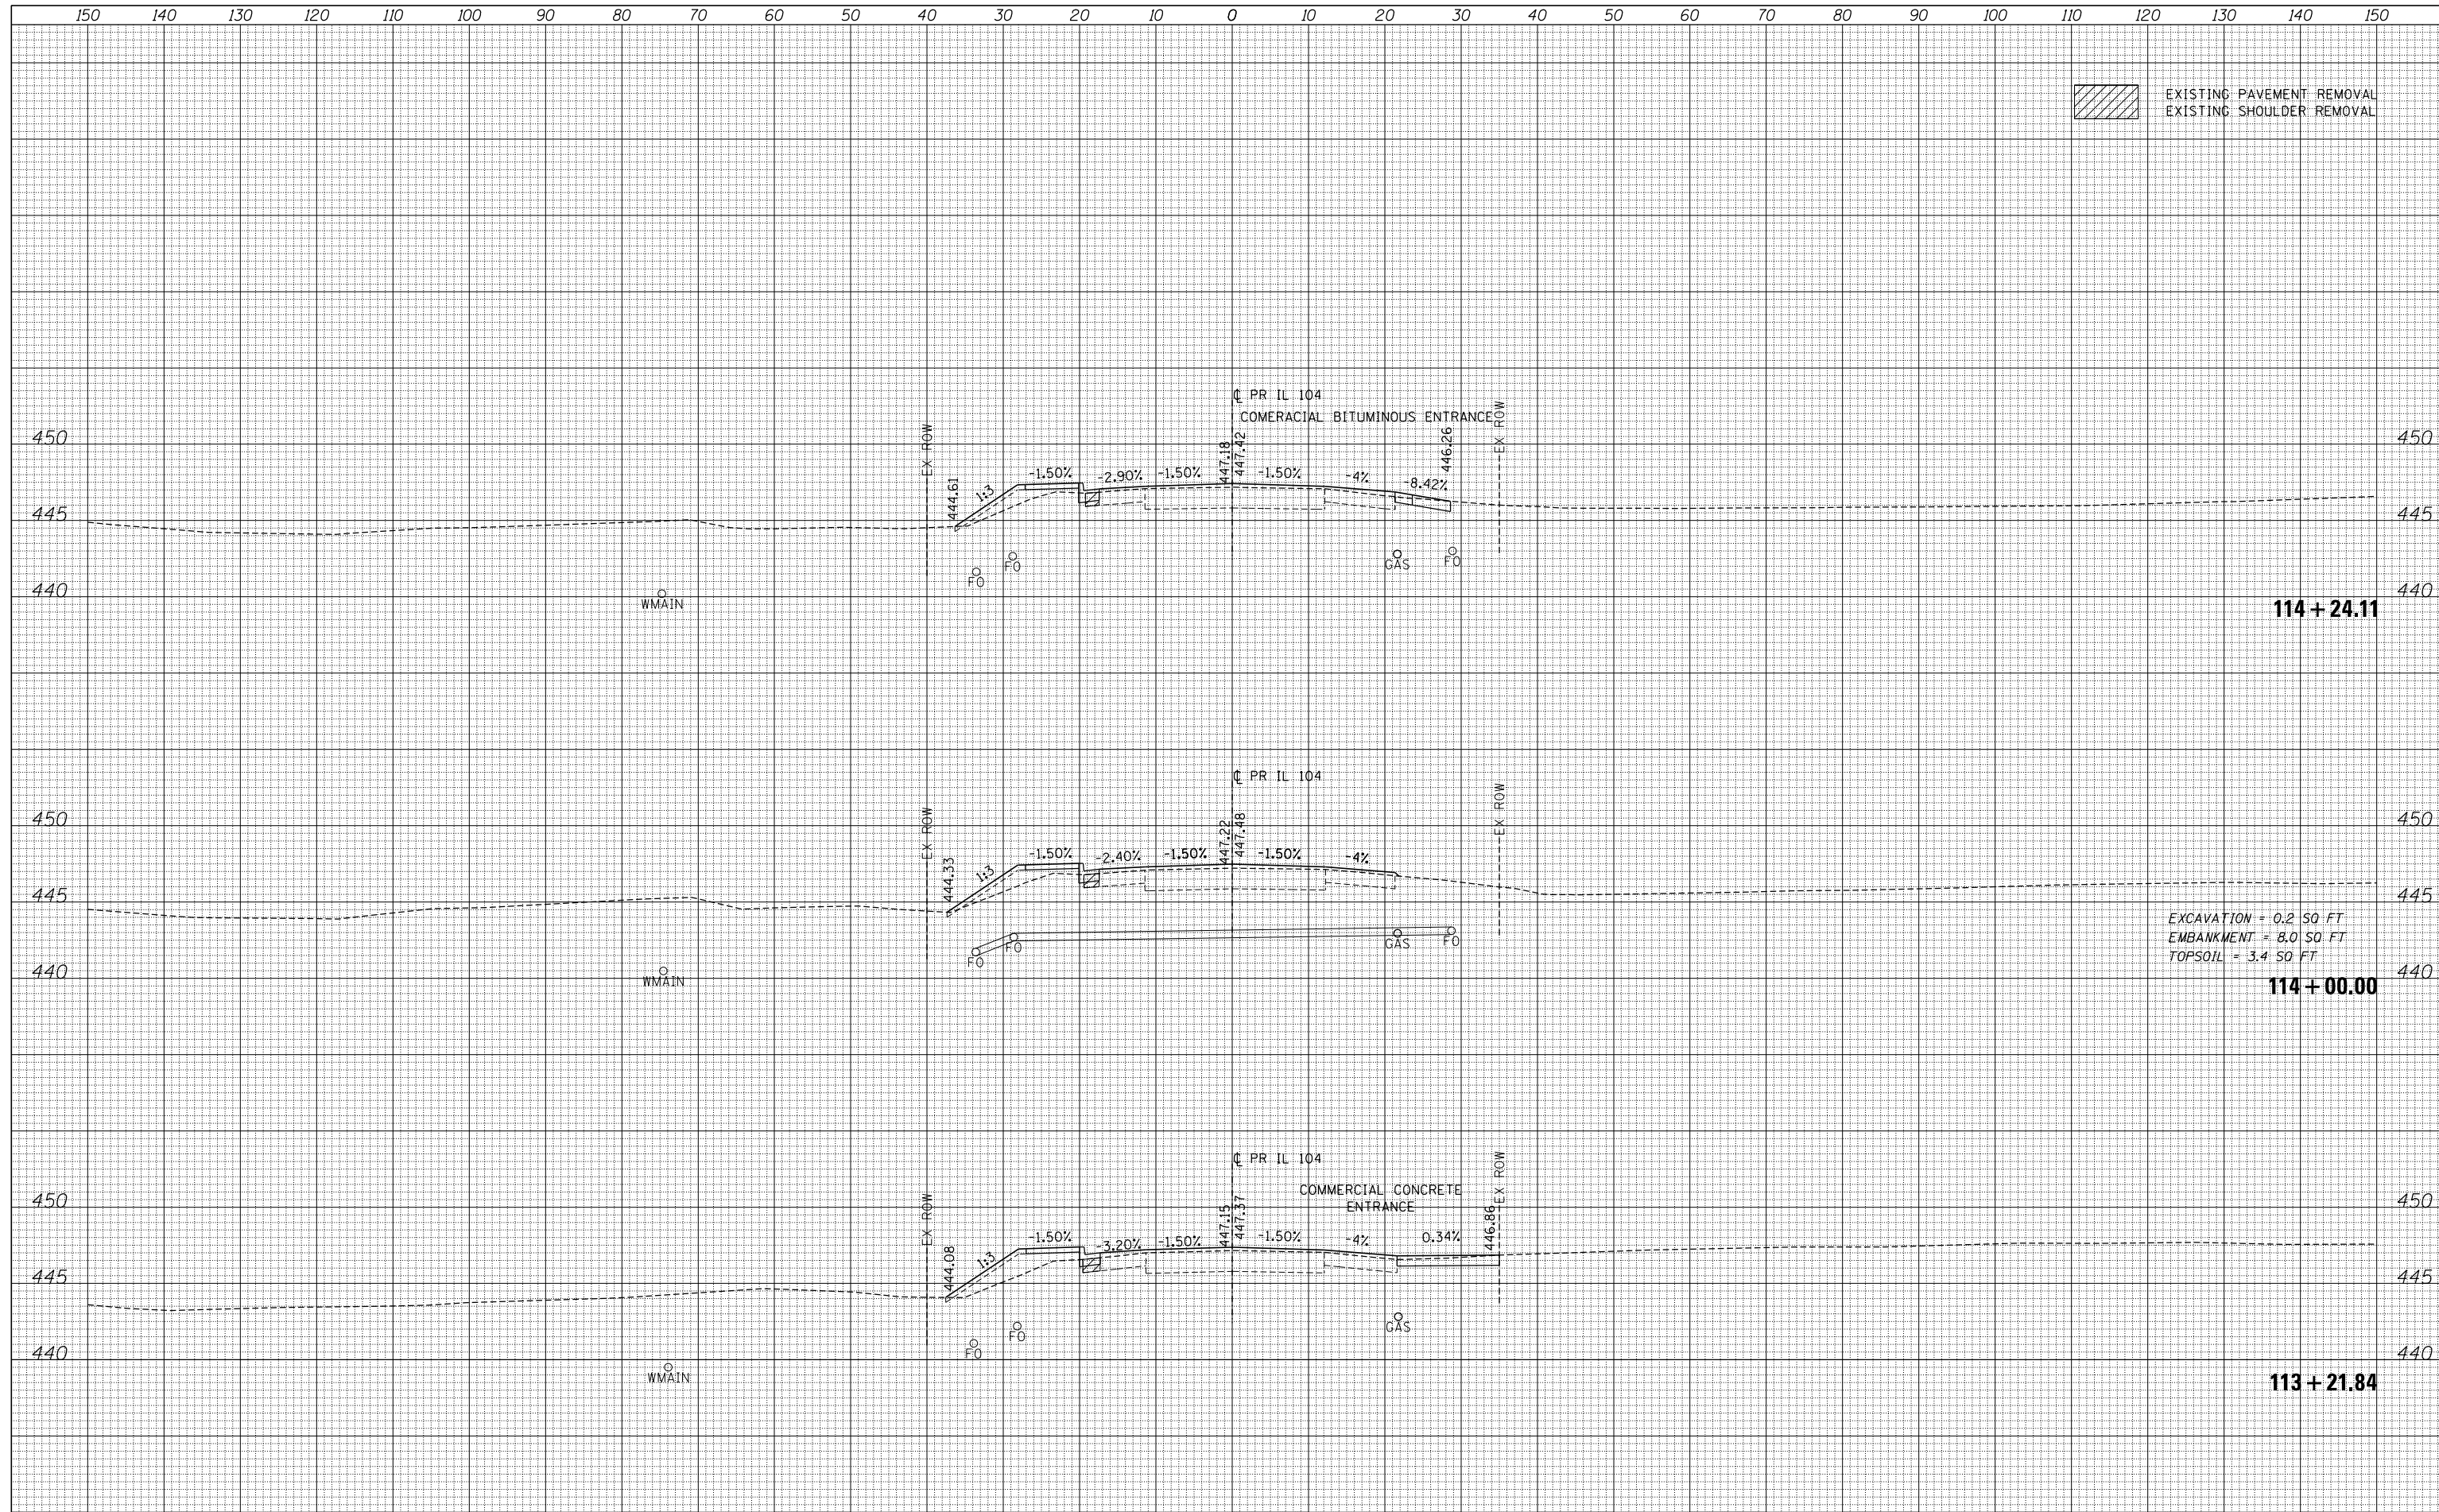 150 140 130 120 110 100 90 80 70 60 50 40 30 20 10 0 10 20 30 40 50 60 70 80 90 100 110 120 130 140 150
EXISTING PAVEMENT REMOVAL
EXISTING SHOULDER REMOVAL
℄ PR IL 104
COMERACIAL BITUMINOUS ENTRANCE
EX ROW
EX ROW
450
450
444.61
1:3
-1.50%
-2.90%
-1.50%
447.18
447.42
-1.50%
-4%
-8.42%
446.26
445
445
FO
FO
GAS
FO
440
440
WMAIN
114+24.11
℄ PR IL 104
EX ROW
EX ROW
450
450
444.33
1:3
-1.50%
-2.40%
-1.50%
447.22
447.48
-1.50%
-4%
445
445
EXCAVATION = 0.2 SQ FT
EMBANKMENT = 8.0 SQ FT
TOPSOIL = 3.4 SQ FT
FO
FO
GAS
FO
440
440
WMAIN
114+00.00
℄ PR IL 104
COMMERCIAL CONCRETE
ENTRANCE
EX ROW
EX ROW
450
450
444.08
1:3
-1.50%
-3.20%
-1.50%
447.15
447.37
-1.50%
-4%
0.34%
446.86
445
445
FO
FO
GAS
440
440
WMAIN
113+21.84